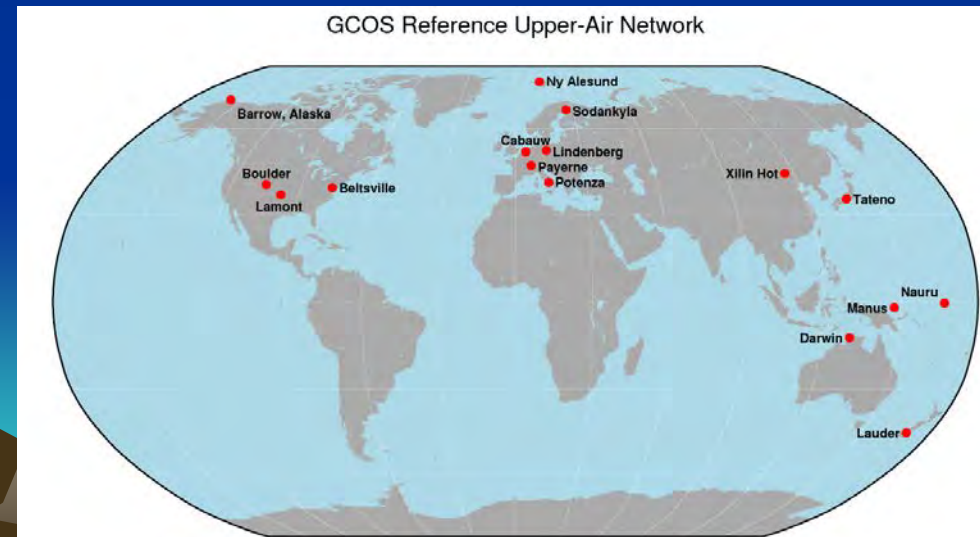 GCOS Reference Upper-Air Network
Ny Alesund
Barrow, Alaska
Sodankyla
Cabauw
Lindenberg
Payerne
Potenza
Boulder
Lamont
Beltsville
Xilin Hot
Tateno
Nauru
Manus
Darwin
Lauder